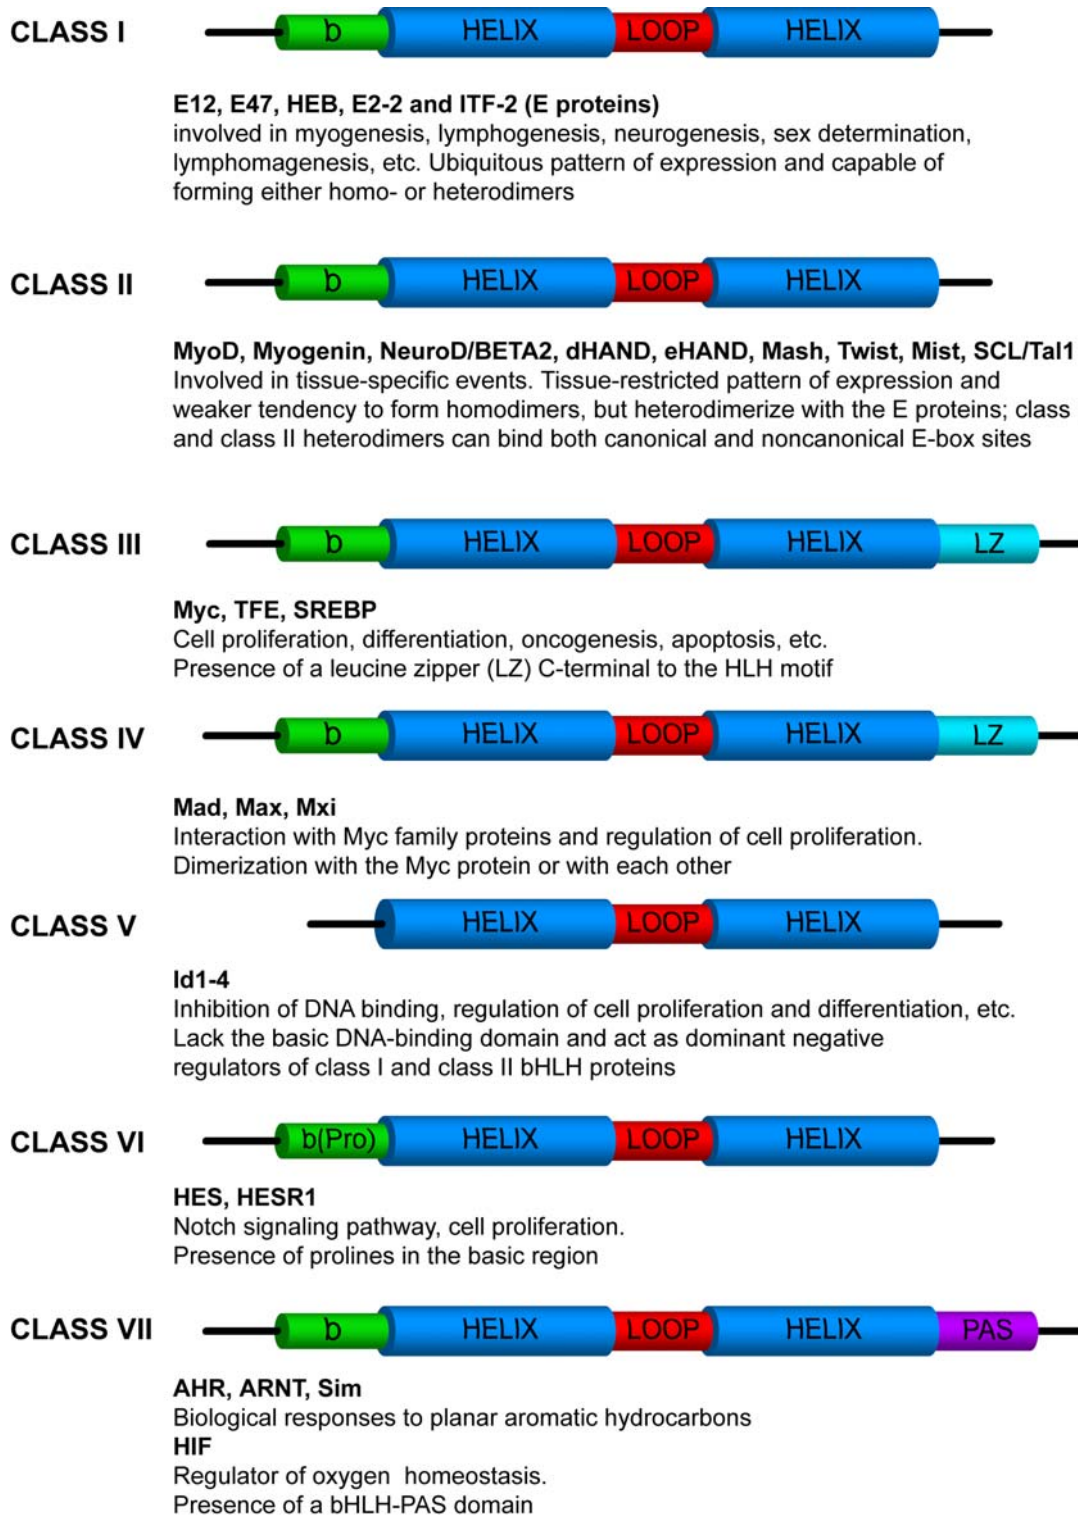 CLASS I b HELIX LOOP HELIX
E12, E47, HEB, E2-2 and ITF-2 (E proteins)
involved in myogenesis, lymphogenesis, neurogenesis, sex determination,
lymphomagenesis, etc. Ubiquitous pattern of expression and capable of
forming either homo- or heterodimers
CLASS II b HELIX LOOP HELIX
MyoD, Myogenin, NeuroD/BETA2, dHAND, eHAND, Mash, Twist, Mist, SCL/Tal1
Involved in tissue-specific events. Tissue-restricted pattern of expression and
weaker tendency to form homodimers, but heterodimerize with the E proteins; class
and class II heterodimers can bind both canonical and noncanonical E-box sites
CLASS III b HELIX LOOP HELIX LZ
Myc, TFE, SREBP
Cell proliferation, differentiation, oncogenesis, apoptosis, etc.
Presence of a leucine zipper (LZ) C-terminal to the HLH motif
CLASS IV b HELIX LOOP HELIX LZ
Mad, Max, Mxi
Interaction with Myc family proteins and regulation of cell proliferation.
Dimerization with the Myc protein or with each other
CLASS V HELIX LOOP HELIX
Id1-4
Inhibition of DNA binding, regulation of cell proliferation and differentiation, etc.
Lack the basic DNA-binding domain and act as dominant negative
regulators of class I and class II bHLH proteins
CLASS VI b(Pro) HELIX LOOP HELIX
HES, HESR1
Notch signaling pathway, cell proliferation.
Presence of prolines in the basic region
CLASS VII b HELIX LOOP HELIX PAS
AHR, ARNT, Sim
Biological responses to planar aromatic hydrocarbons
HIF
Regulator of oxygen homeostasis.
Presence of a bHLH-PAS domain